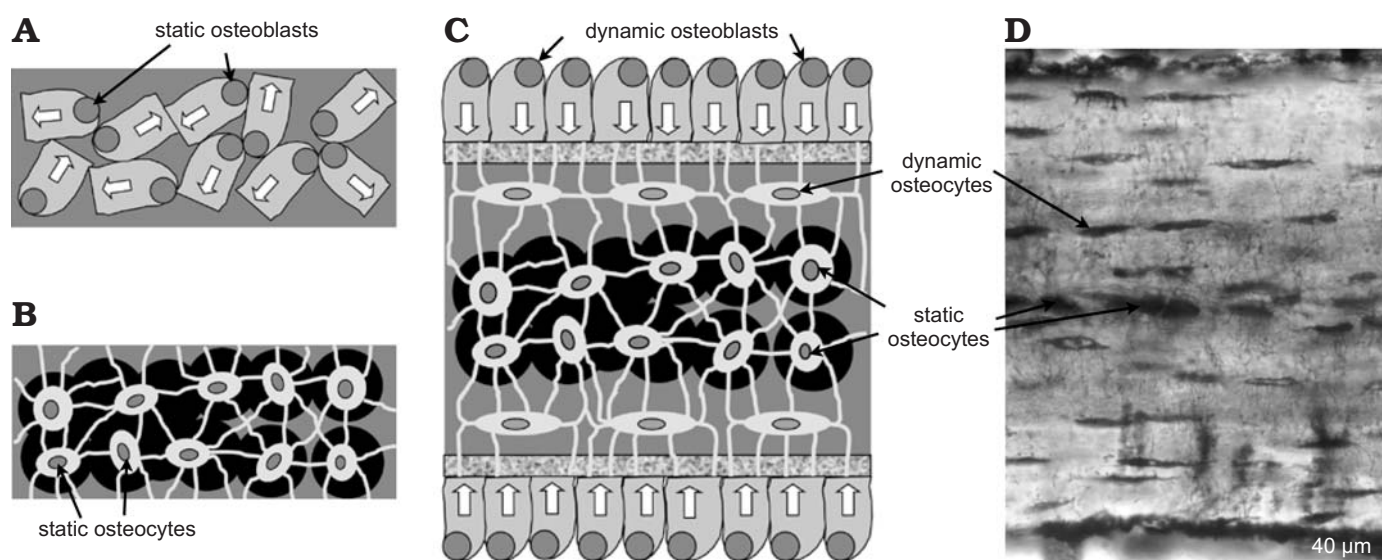 A
static osteoblasts
B
static osteocytes
C
dynamic osteoblasts
dynamic
osteocytes
static
osteocytes
D
40 µm